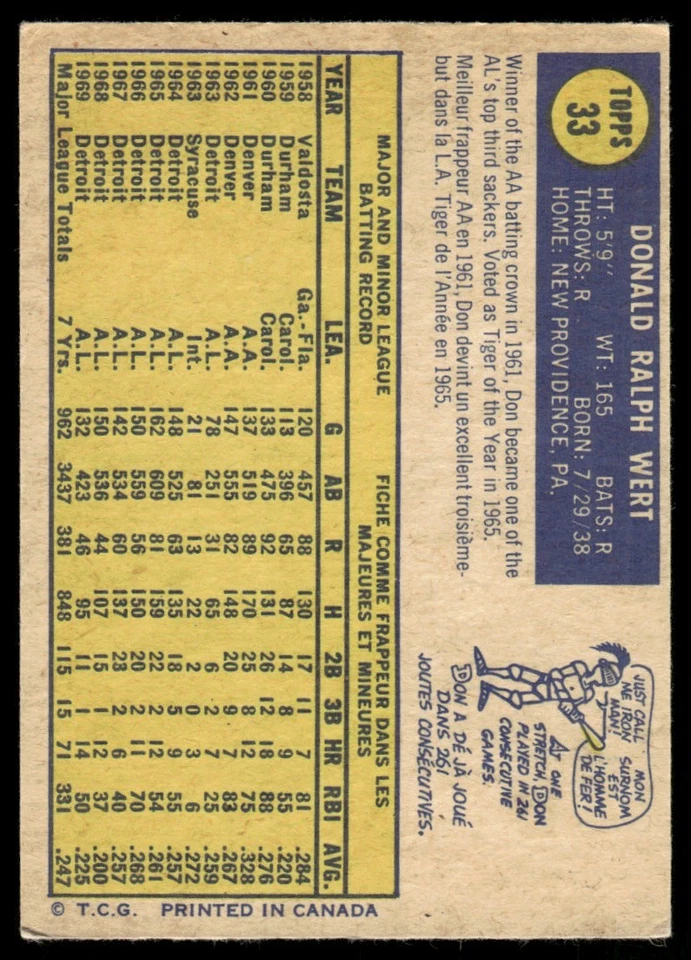 TOPPS
33
DONALD RALPH WERT
HT: 5'9" WT: 165 BATS: R
THROWS: R BORN: 7/29/38
HOME: NEW PROVIDENCE, PA.
Winner of the AA batting crown in 1961, Don became one of the
AL's top third sackers. Voted as Tiger of the Year in 1965.
Meilleur frappeur AA en 1961, Don devint un excellent troisième-
but dans la L.A. Tiger de l'Année en 1965.
JUST CALL
ME IRON
MAN!
MON
SURNOM
EST
L'HOMME
DE FER!
AT ONE
STRETCH, DON
PLAYED IN 261
CONSECUTIVE
GAMES.
DON A DÉJÀ JOUÉ
DANS 261
JOUTES CONSÉCUTIVES.
MAJOR AND MINOR LEAGUE
BATTING RECORD
FICHE COMME FRAPPEUR DANS LES
MAJEURES ET MINEURES
YEAR TEAM LEA. G AB R H 2B 3B HR RBI AVG.
1958 Valdosta Ga.-Fla. 120 457 88 130 17 11 7 81 .284
1959 Durham Carol. 113 396 65 87 14 8 9 55 .220
1960 Durham Carol. 133 475 92 131 26 12 18 88 .276
1961 Denver A.A. 137 519 89 170 25 7 12 75 .328
1962 Denver A.A. 147 555 82 148 20 9 7 83 .267
1963 Detroit A.L. 78 251 31 65 6 2 7 25 .259
1963 Syracuse Int. 21 81 13 22 2 0 3 6 .272
1964 Detroit A.L. 148 525 63 135 18 5 9 55 .257
1965 Detroit A.L. 162 609 81 159 22 2 12 54 .261
1966 Detroit A.L. 150 559 56 150 20 2 11 70 .268
1967 Detroit A.L. 142 534 60 137 23 2 6 40 .257
1968 Detroit A.L. 150 536 44 107 15 1 12 37 .200
1969 Detroit A.L. 132 423 46 95 11 1 14 50 .225
Major League Totals 7 Yrs. 962 3437 381 848 115 15 71 331 .247
© T.C.G. PRINTED IN CANADA